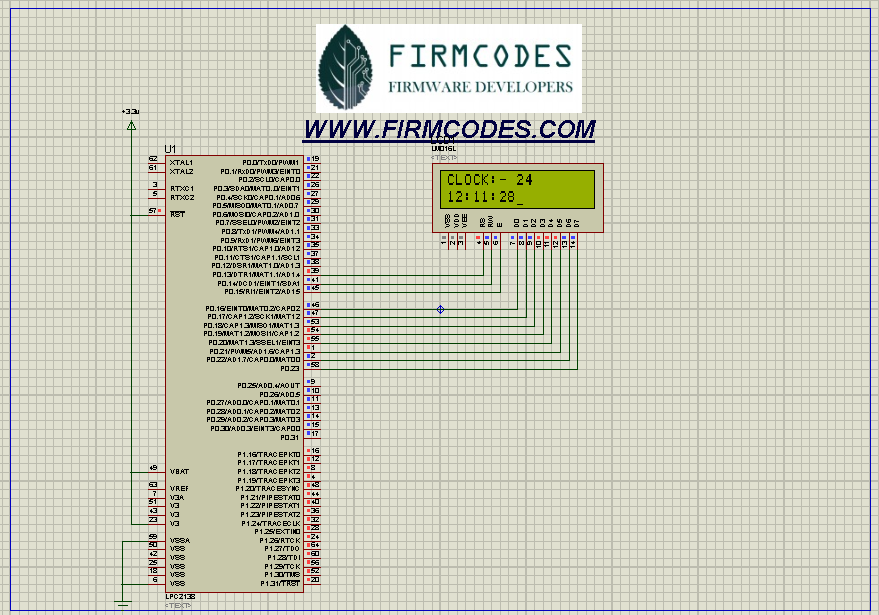 FIRMCODES
FIRMWARE DEVELOPERS
WWW.FIRMCODES.COM
+3.3v
U1
LM016L
<TEXT>
CLOCK:- 24
12:11:28_
VSS VDD VEE RS RW E D0 D1 D2 D3 D4 D5 D6 D7
1 2 3 4 5 6 7 8 9 10 11 12 13 14
62 XTAL1
61 XTAL2
3 RTXC1
5 RTXC2
57 RST
49 VBAT
63 VREF
7 V3A
51 V3
43 V3
23 V3
59 VSSA
50 VSS
42 VSS
25 VSS
18 VSS
6 VSS
P0.0/TxD0/PWM1 19
P0.1/RxD0/PWM3/EINT0 21
P0.2/SCL0/CAP0.0 22
P0.3/SDA0/MAT0.0/EINT1 26
P0.4/SCK0/CAP0.1/AD0.6 27
P0.5/MISO0/MAT0.1/AD0.7 29
P0.6/MOSI0/CAP0.2/AD1.0 30
P0.7/SSEL0/PWM2/EINT2 31
P0.8/TxD1/PWM4/AD1.1 33
P0.9/RxD1/PWM6/EINT3 34
P0.10/RTS1/CAP1.0/AD1.2 35
P0.11/CTS1/CAP1.1/SCL1 37
P0.12/DSR1/MAT1.0/AD1.3 38
P0.13/DTR1/MAT1.1/AD1.4 39
P0.14/DCD1/EINT1/SDA1 41
P0.15/RI1/EINT2/AD1.5 45
P0.16/EINT0/MAT0.2/CAP0.2 46
P0.17/CAP1.2/SCK1/MAT1.2 47
P0.18/CAP1.3/MISO1/MAT1.3 53
P0.19/MAT1.2/MOSI1/CAP1.2 54
P0.20/MAT1.3/SSEL1/EINT3 55
P0.21/PWM5/AD1.6/CAP1.3 1
P0.22/AD1.7/CAP0.0/MAT0.0 2
P0.23 58
P0.25/AD0.4/AOUT 9
P0.26/AD0.5 10
P0.27/AD0.0/CAP0.1/MAT0.1 11
P0.28/AD0.1/CAP0.2/MAT0.2 13
P0.29/AD0.2/CAP0.3/MAT0.3 14
P0.30/AD0.3/EINT3/CAP0.0 15
P0.31 17
P1.16/TRACEPKT0 16
P1.17/TRACEPKT1 12
P1.18/TRACEPKT2 8
P1.19/TRACEPKT3 4
P1.20/TRACESYNC 48
P1.21/PIPESTAT0 44
P1.22/PIPESTAT1 40
P1.23/PIPESTAT2 36
P1.24/TRACECLK 32
P1.25/EXTIN0 28
P1.26/RTCK 24
P1.27/TDO 64
P1.28/TDI 60
P1.29/TCK 56
P1.30/TMS 52
P1.31/TRST 20
LPC2138
<TEXT>